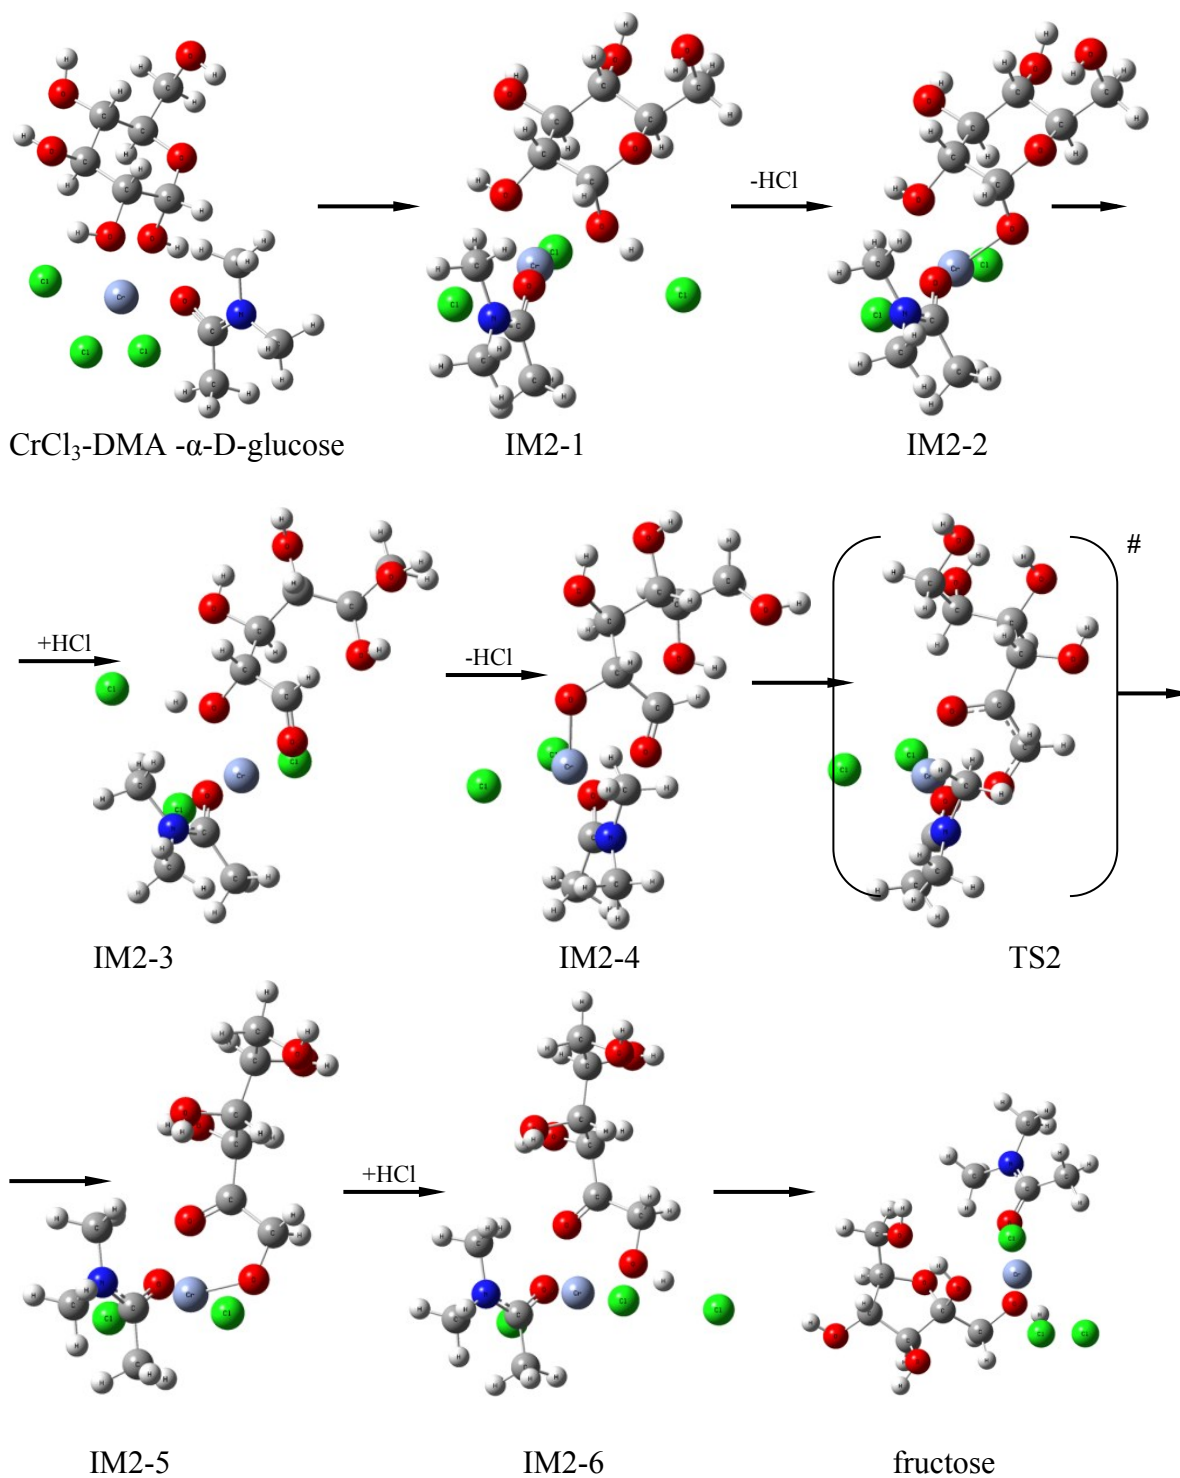 -HCl
CrCl₃-DMA -α-D-glucose
IM2-1
IM2-2
#
+HCl
-HCl
IM2-3
IM2-4
TS2
+HCl
IM2-5
IM2-6
fructose